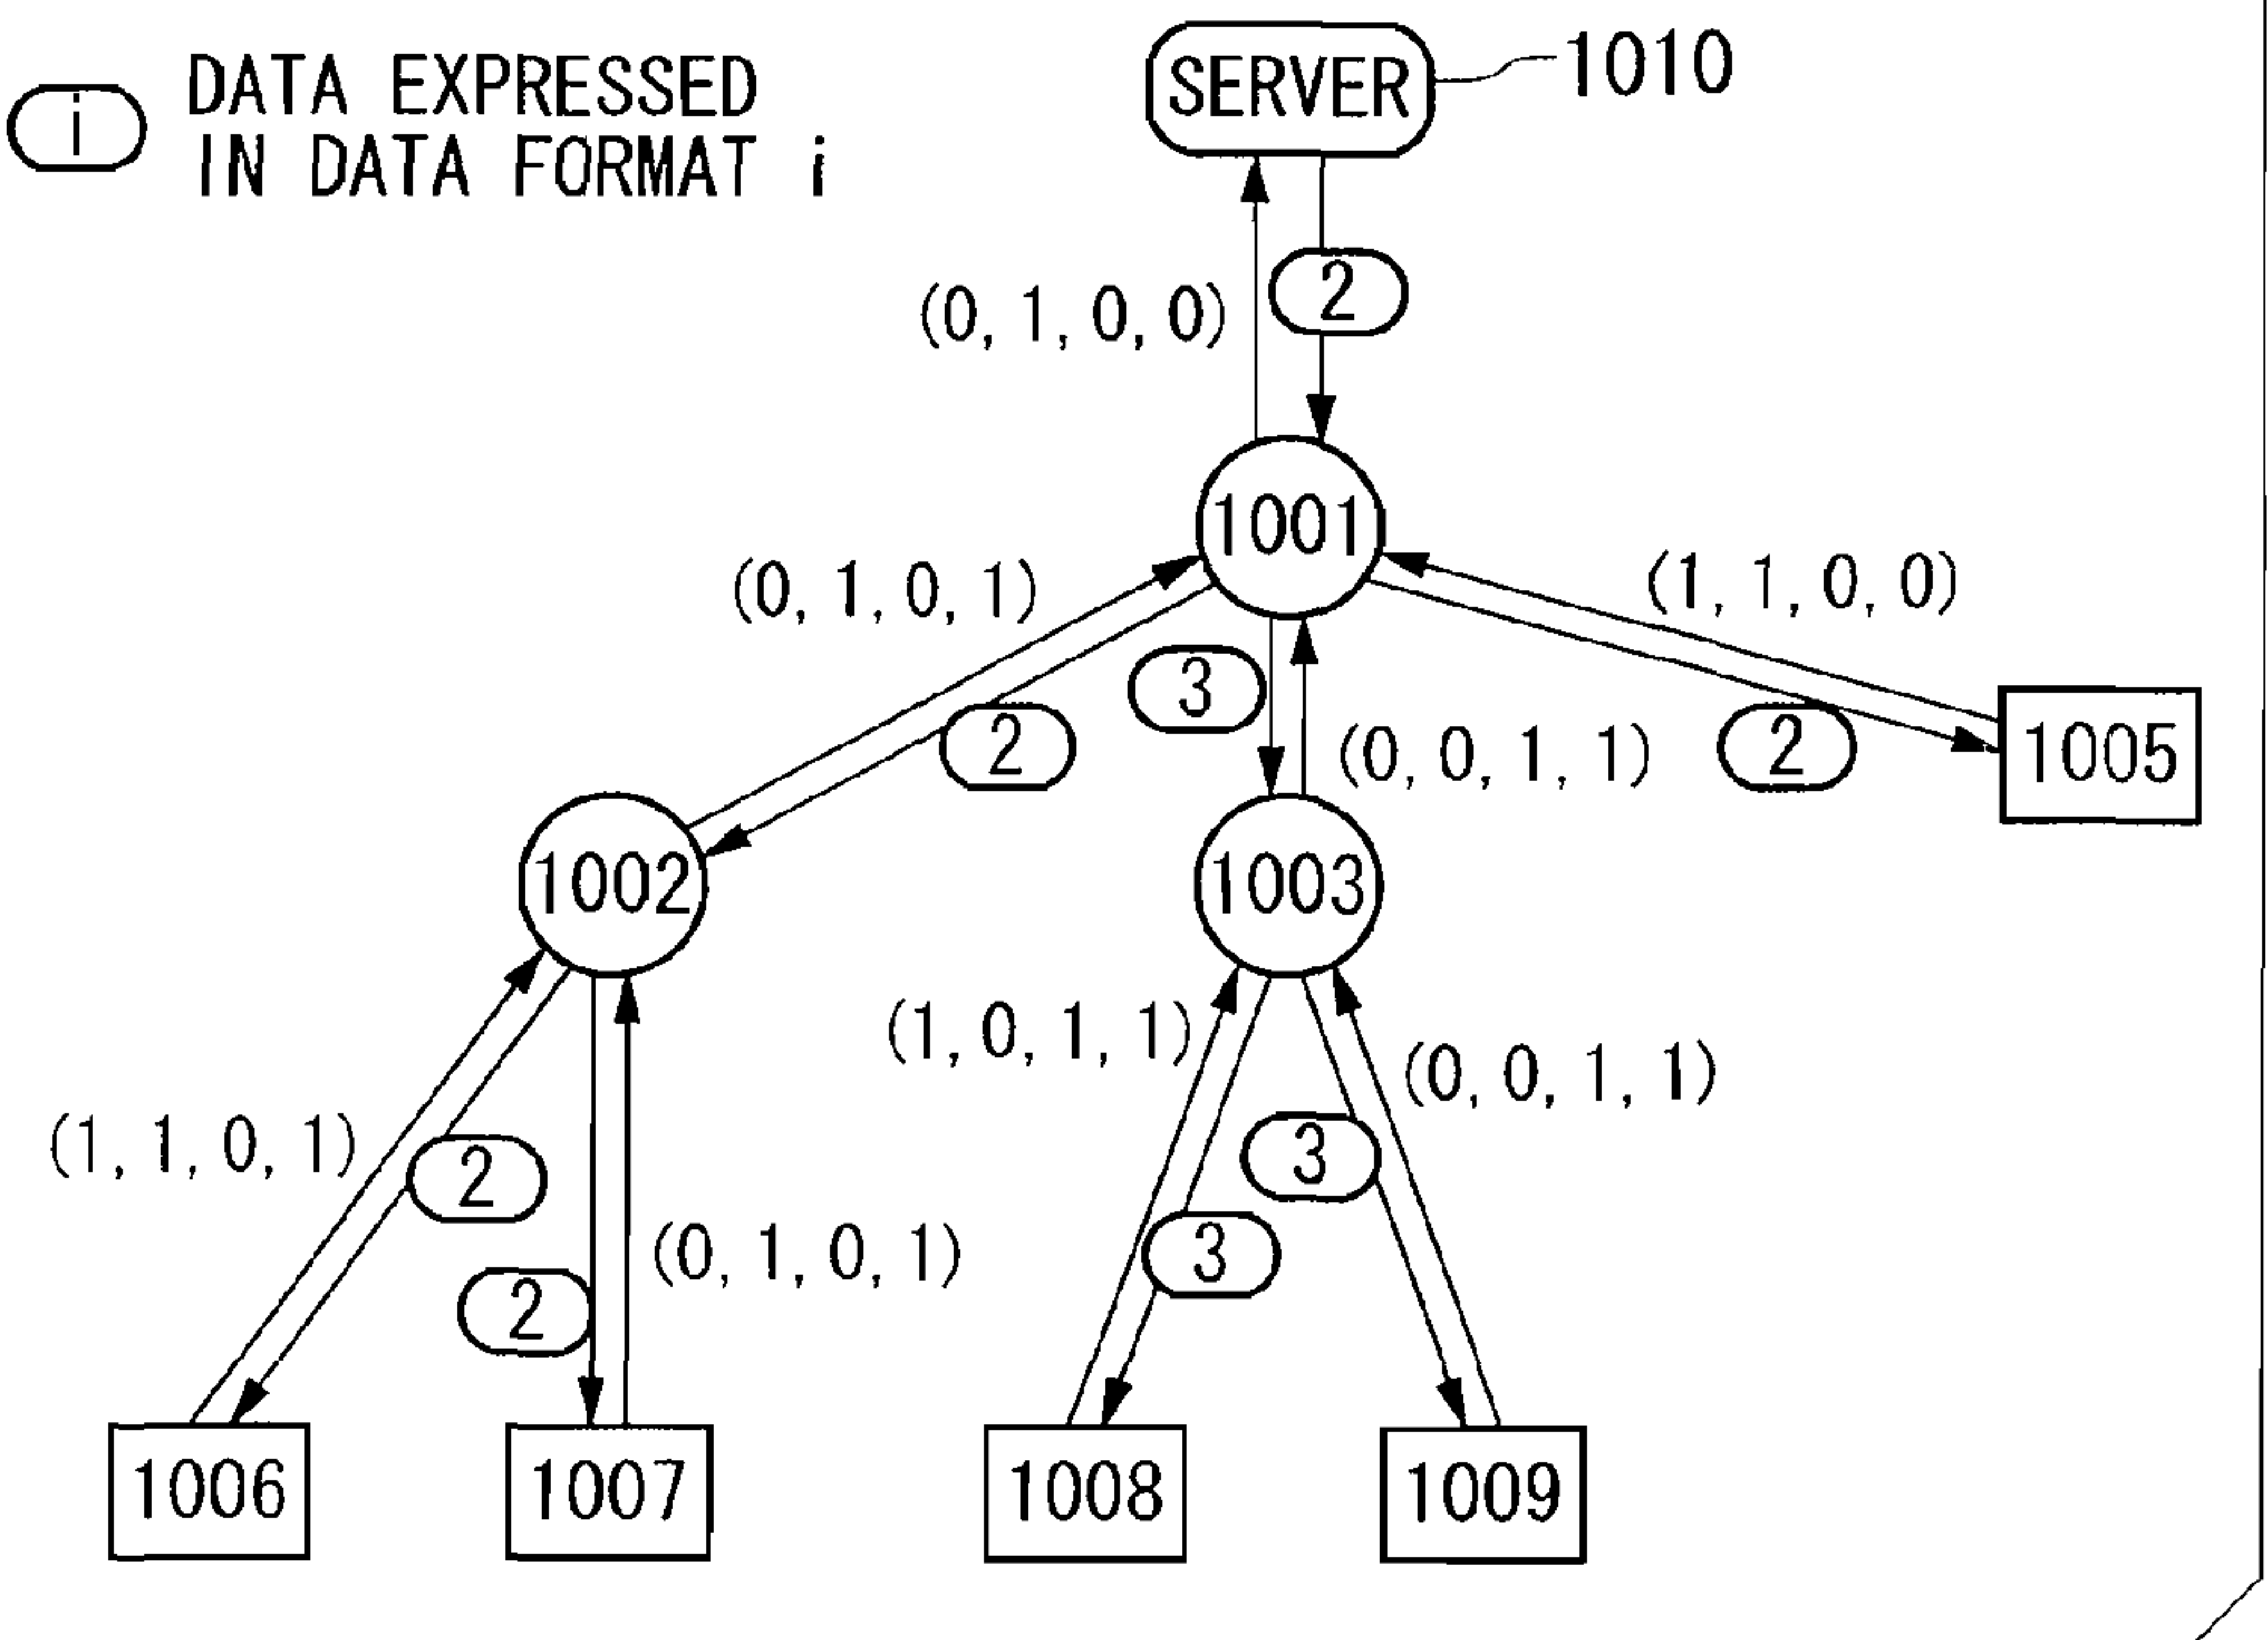 i
DATA EXPRESSED
IN DATA FORMAT i
SERVER
1010
(0, 1, 0, 0)
2
1001
(0, 1, 0, 1)
(1, 1, 0, 0)
3
2
(0, 0, 1, 1)
2
1005
1002
1003
(1, 0, 1, 1)
(0, 0, 1, 1)
(1, 1, 0, 1)
2
3
(0, 1, 0, 1)
3
2
1006
1007
1008
1009